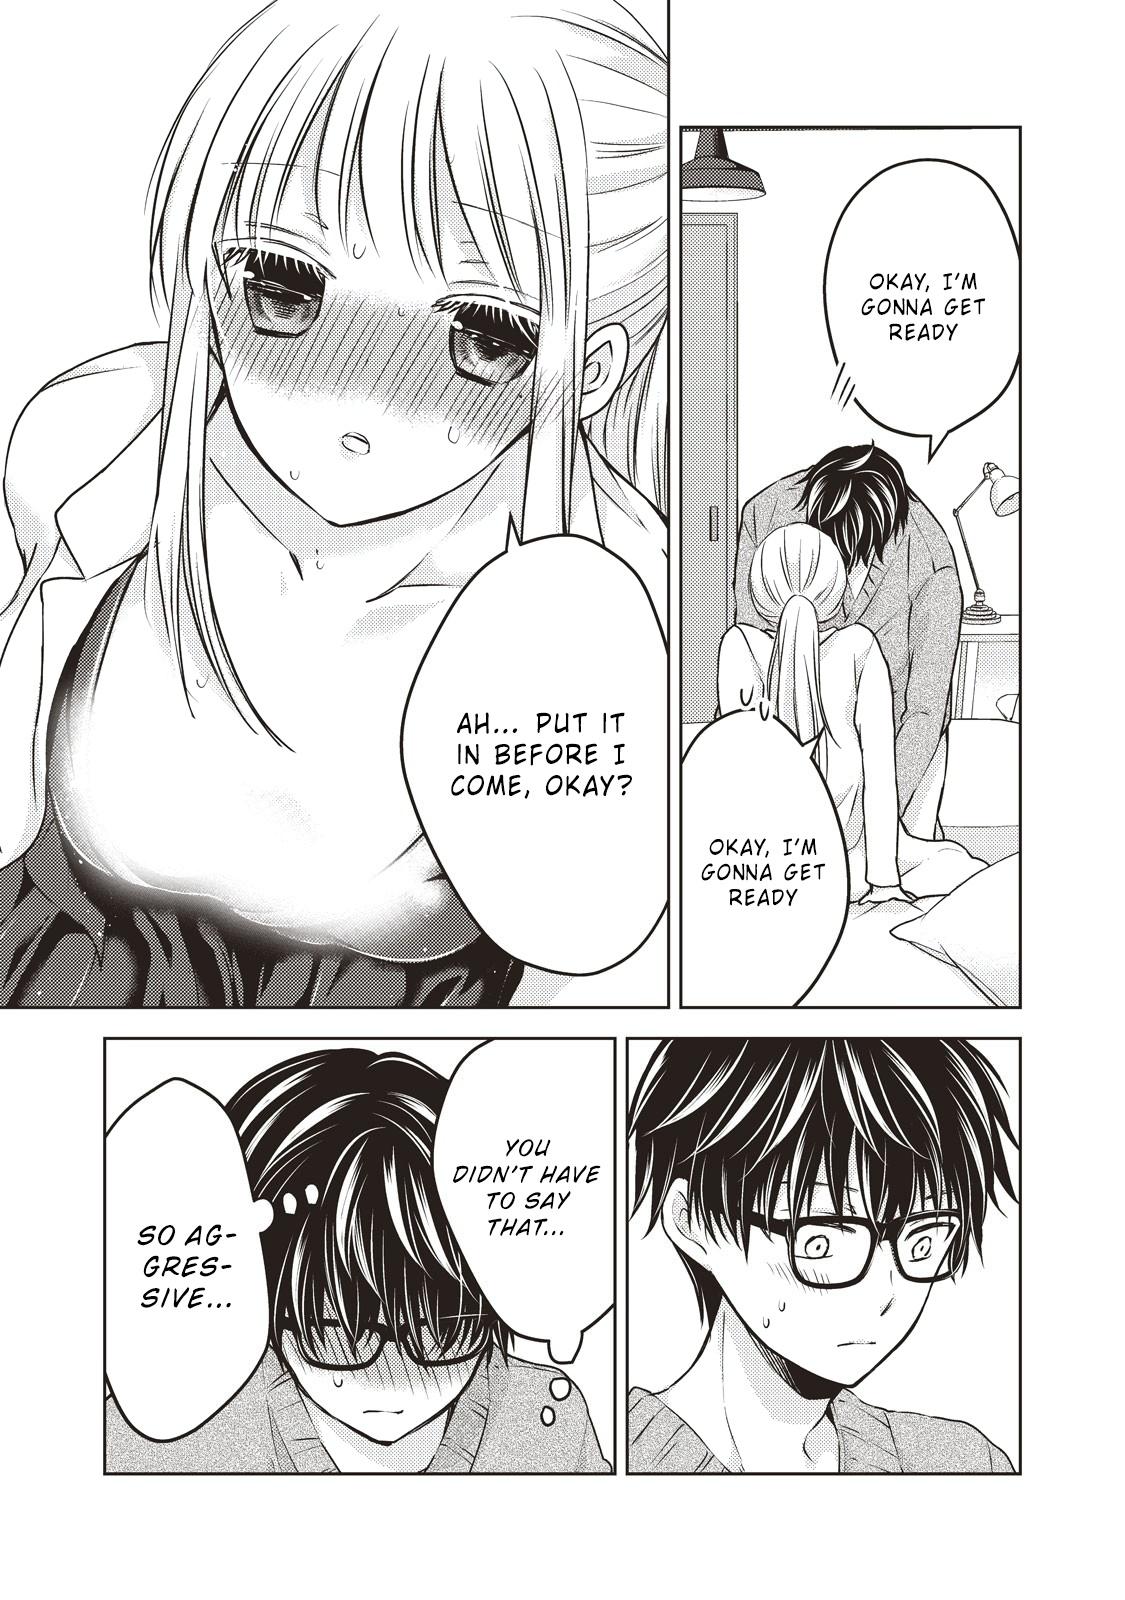 OKAY, I'M
GONNA GET
READY
OKAY, I'M
GONNA GET
READY
AH... PUT IT
IN BEFORE I
COME, OKAY?
YOU
DIDN'T HAVE
TO SAY
THAT...
SO AG-
GRES-
SIVE...